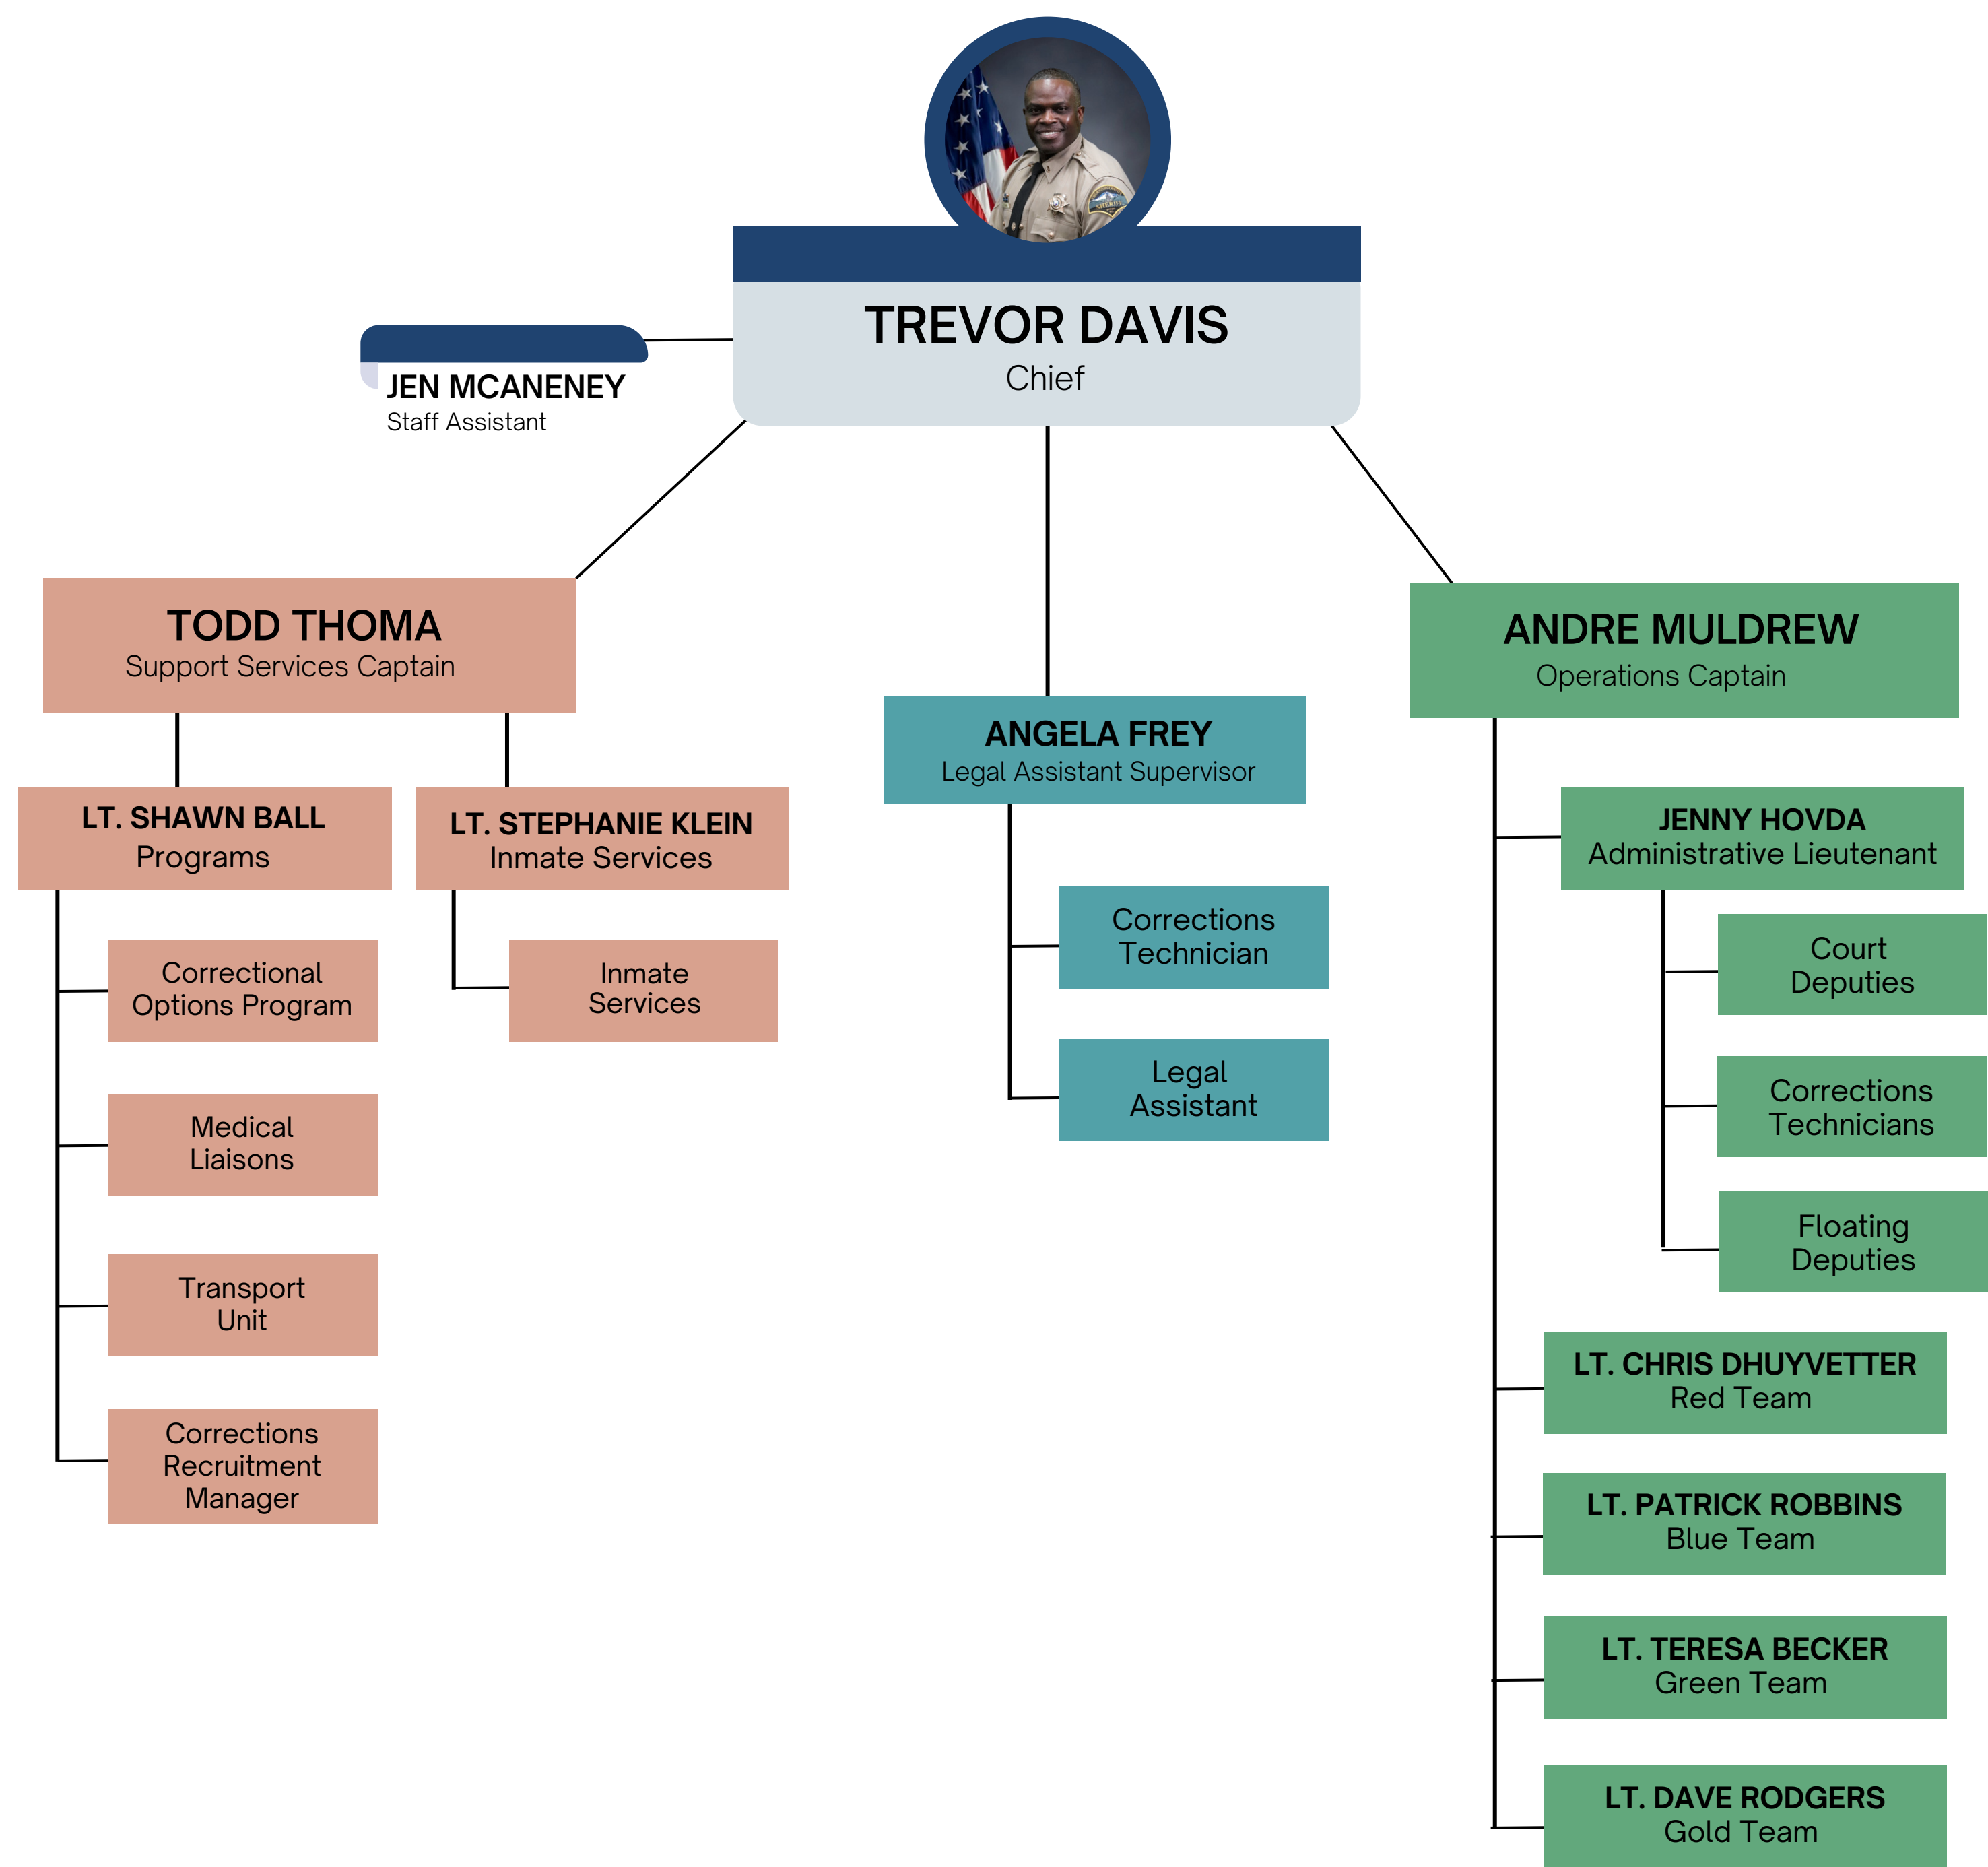 SHERIFF
TREVOR DAVIS
Chief
JEN MCANENEY
Staff Assistant
TODD THOMA
Support Services Captain
LT. SHAWN BALL
Programs
Correctional
Options Program
Medical
Liaisons
Transport
Unit
Corrections
Recruitment
Manager
LT. STEPHANIE KLEIN
Inmate Services
Inmate
Services
ANGELA FREY
Legal Assistant Supervisor
Corrections
Technician
Legal
Assistant
ANDRE MULDREW
Operations Captain
JENNY HOVDA
Administrative Lieutenant
Court
Deputies
Corrections
Technicians
Floating
Deputies
LT. CHRIS DHUYVETTER
Red Team
LT. PATRICK ROBBINS
Blue Team
LT. TERESA BECKER
Green Team
LT. DAVE RODGERS
Gold Team